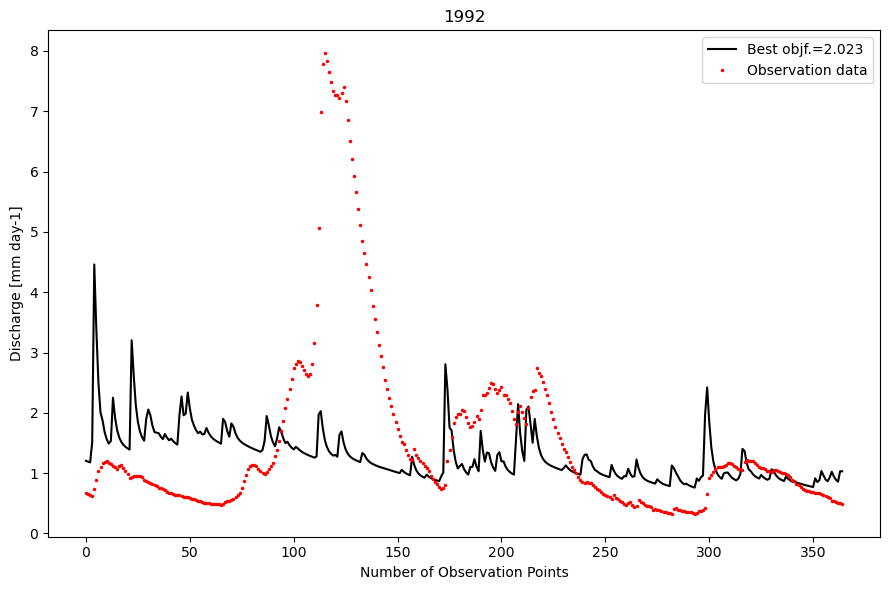 1992
Best objf.=2.023
Observation data
Discharge [mm day-1]
8
7
6
5
4
3
2
1
0
0 50 100 150 200 250 300 350
Number of Observation Points